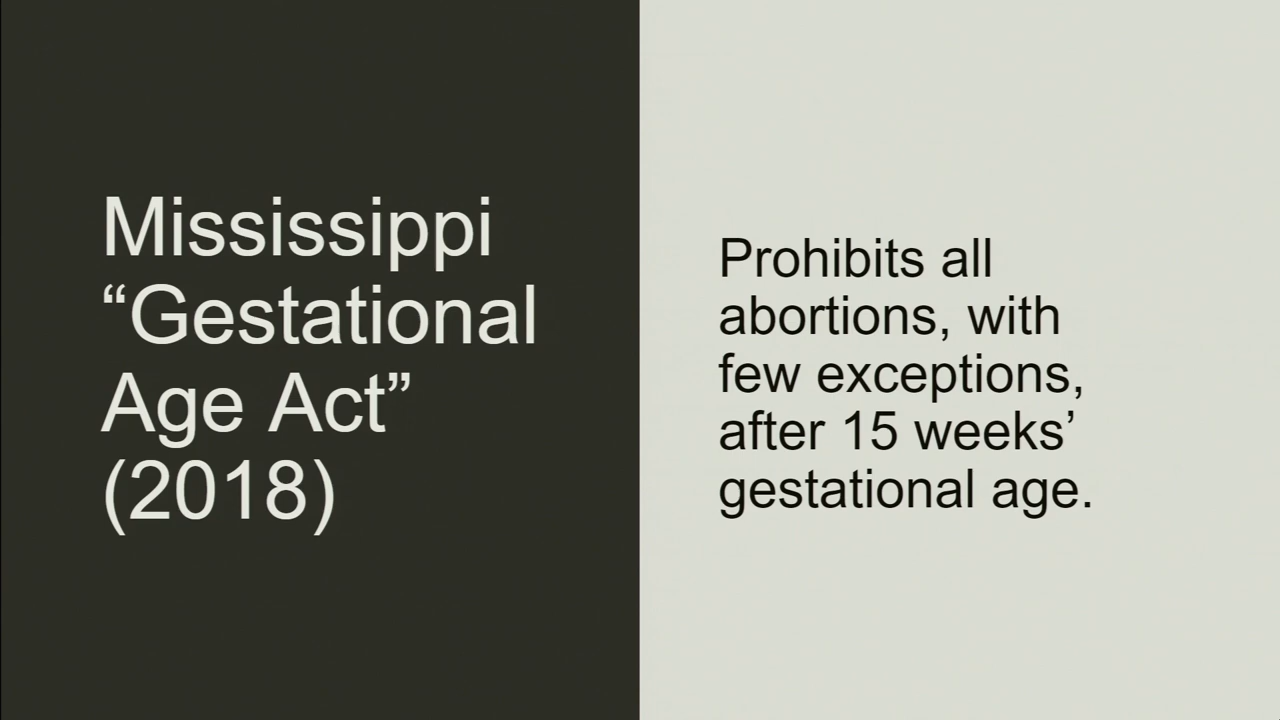 Mississippi
“Gestational
Age Act”
(2018)
Prohibits all
abortions, with
few exceptions,
after 15 weeks’
gestational age.